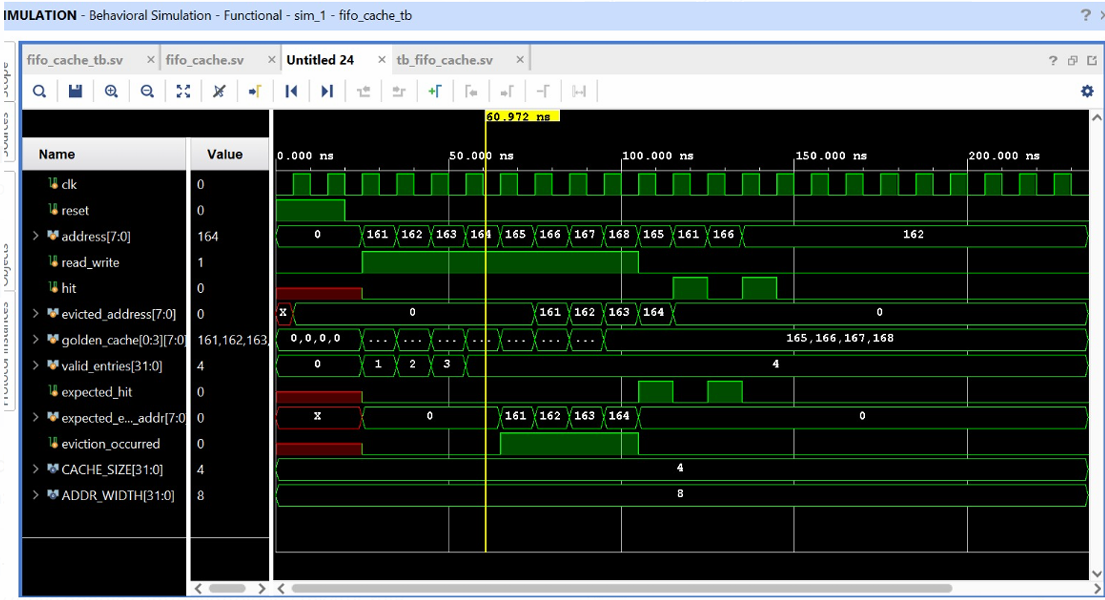 IMULATION - Behavioral Simulation - Functional - sim_1 - fifo_cache_tb
fifo_cache_tb.sv × fifo_cache.sv × Untitled 24 × tb_fifo_cache.sv ×
60.972 ns
Name Value
0.000 ns 50.000 ns 100.000 ns 150.000 ns 200.000 ns
clk 0
reset 0
address[7:0] 164 0 161 162 163 164 165 166 167 168 165 161 166 162
read_write 1
hit 0
evicted_address[7:0] 0 X 0 161 162 163 164 0
golden_cache[0:3][7:0] 161,162,163, 0,0,0,0 ... ... ... ... ... ... ... 165,166,167,168
valid_entries[31:0] 4 0 1 2 3 4
expected_hit 0
expected_e..._addr[7:0] 0 X 0 161 162 163 164 0
eviction_occurred 0
CACHE_SIZE[31:0] 4 4
ADDR_WIDTH[31:0] 8 8
Scope
Sources
Objects
Protocol Instances